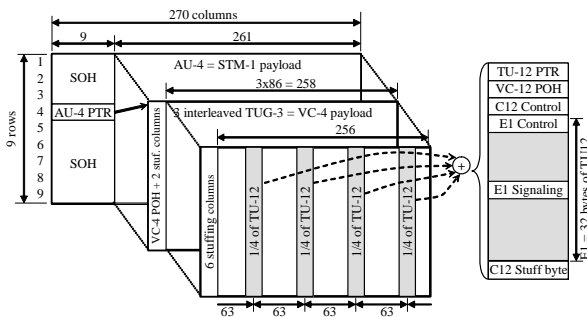 270 columns
9
261
1
2
3
4
5
6
7
8
9
9 rows
SOH
AU-4 PTR
SOH
AU-4 = STM-1 payload
3x86 = 258
3 interleaved TUG-3 = VC-4 payload
256
VC-4 POH + 2 stuf. columns
6 stuffing columns
1/4 of TU-12
1/4 of TU-12
1/4 of TU-12
1/4 of TU-12
63
63
63
63
+
TU-12 PTR
VC-12 POH
C12 Control
E1 Control
E1 Signaling
C12 Stuff byte
E1 = 32 bytes of TU12